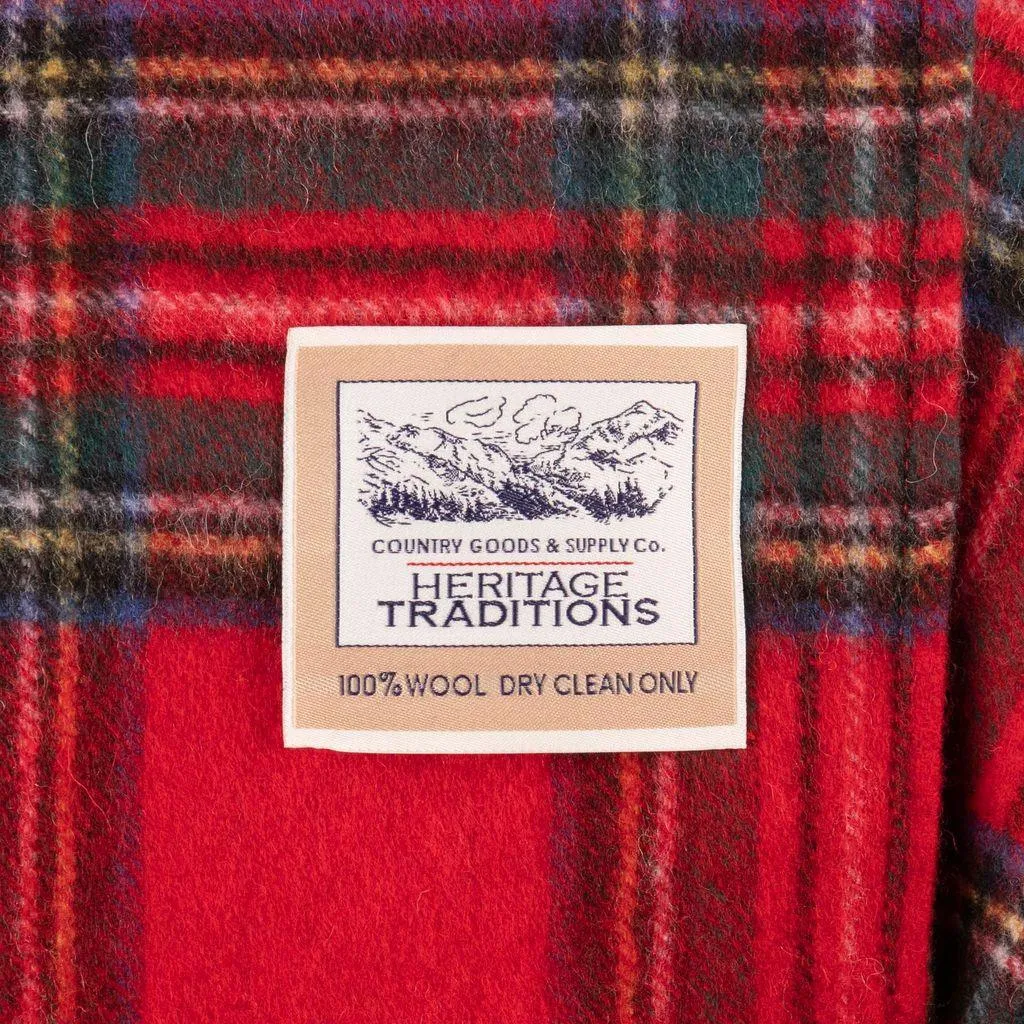 COUNTRY GOODS & SUPPLY Co.
HERITAGE
TRADITIONS
100% WOOL DRY CLEAN ONLY